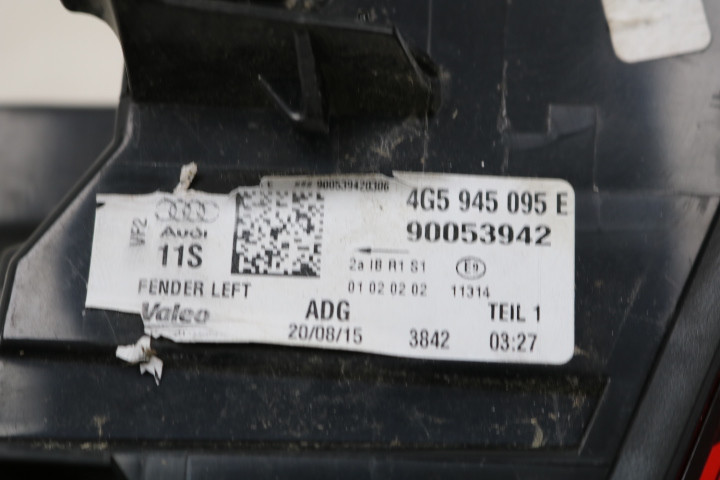 900539420306
4G5 945 095 E
VF2
Audi
90053942
11S
2a IB R1 S1 E9
FENDER LEFT
01 02 02 02 11314
Valeo
ADG
TEIL 1
20/08/15
3842
03:27